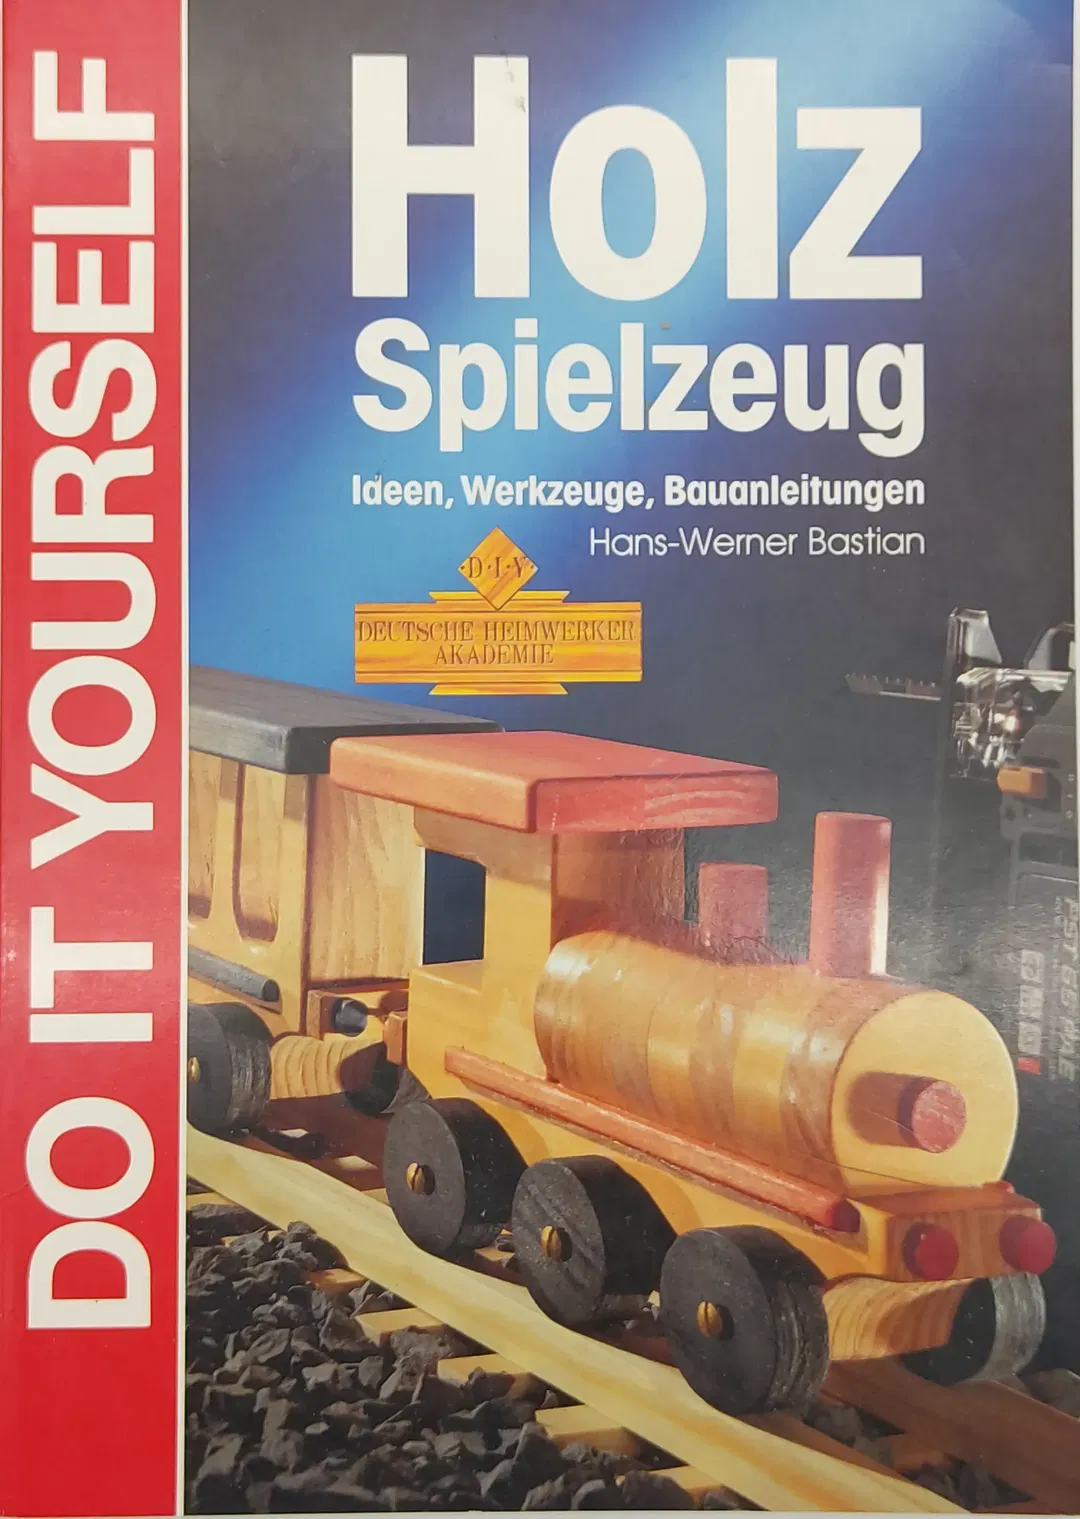 DO IT YOURSELF
Holz
Spielzeug
Ideen, Werkzeuge, Bauanleitungen
Hans-Werner Bastian
D·I·Y
DEUTSCHE HEIMWERKER
AKADEMIE